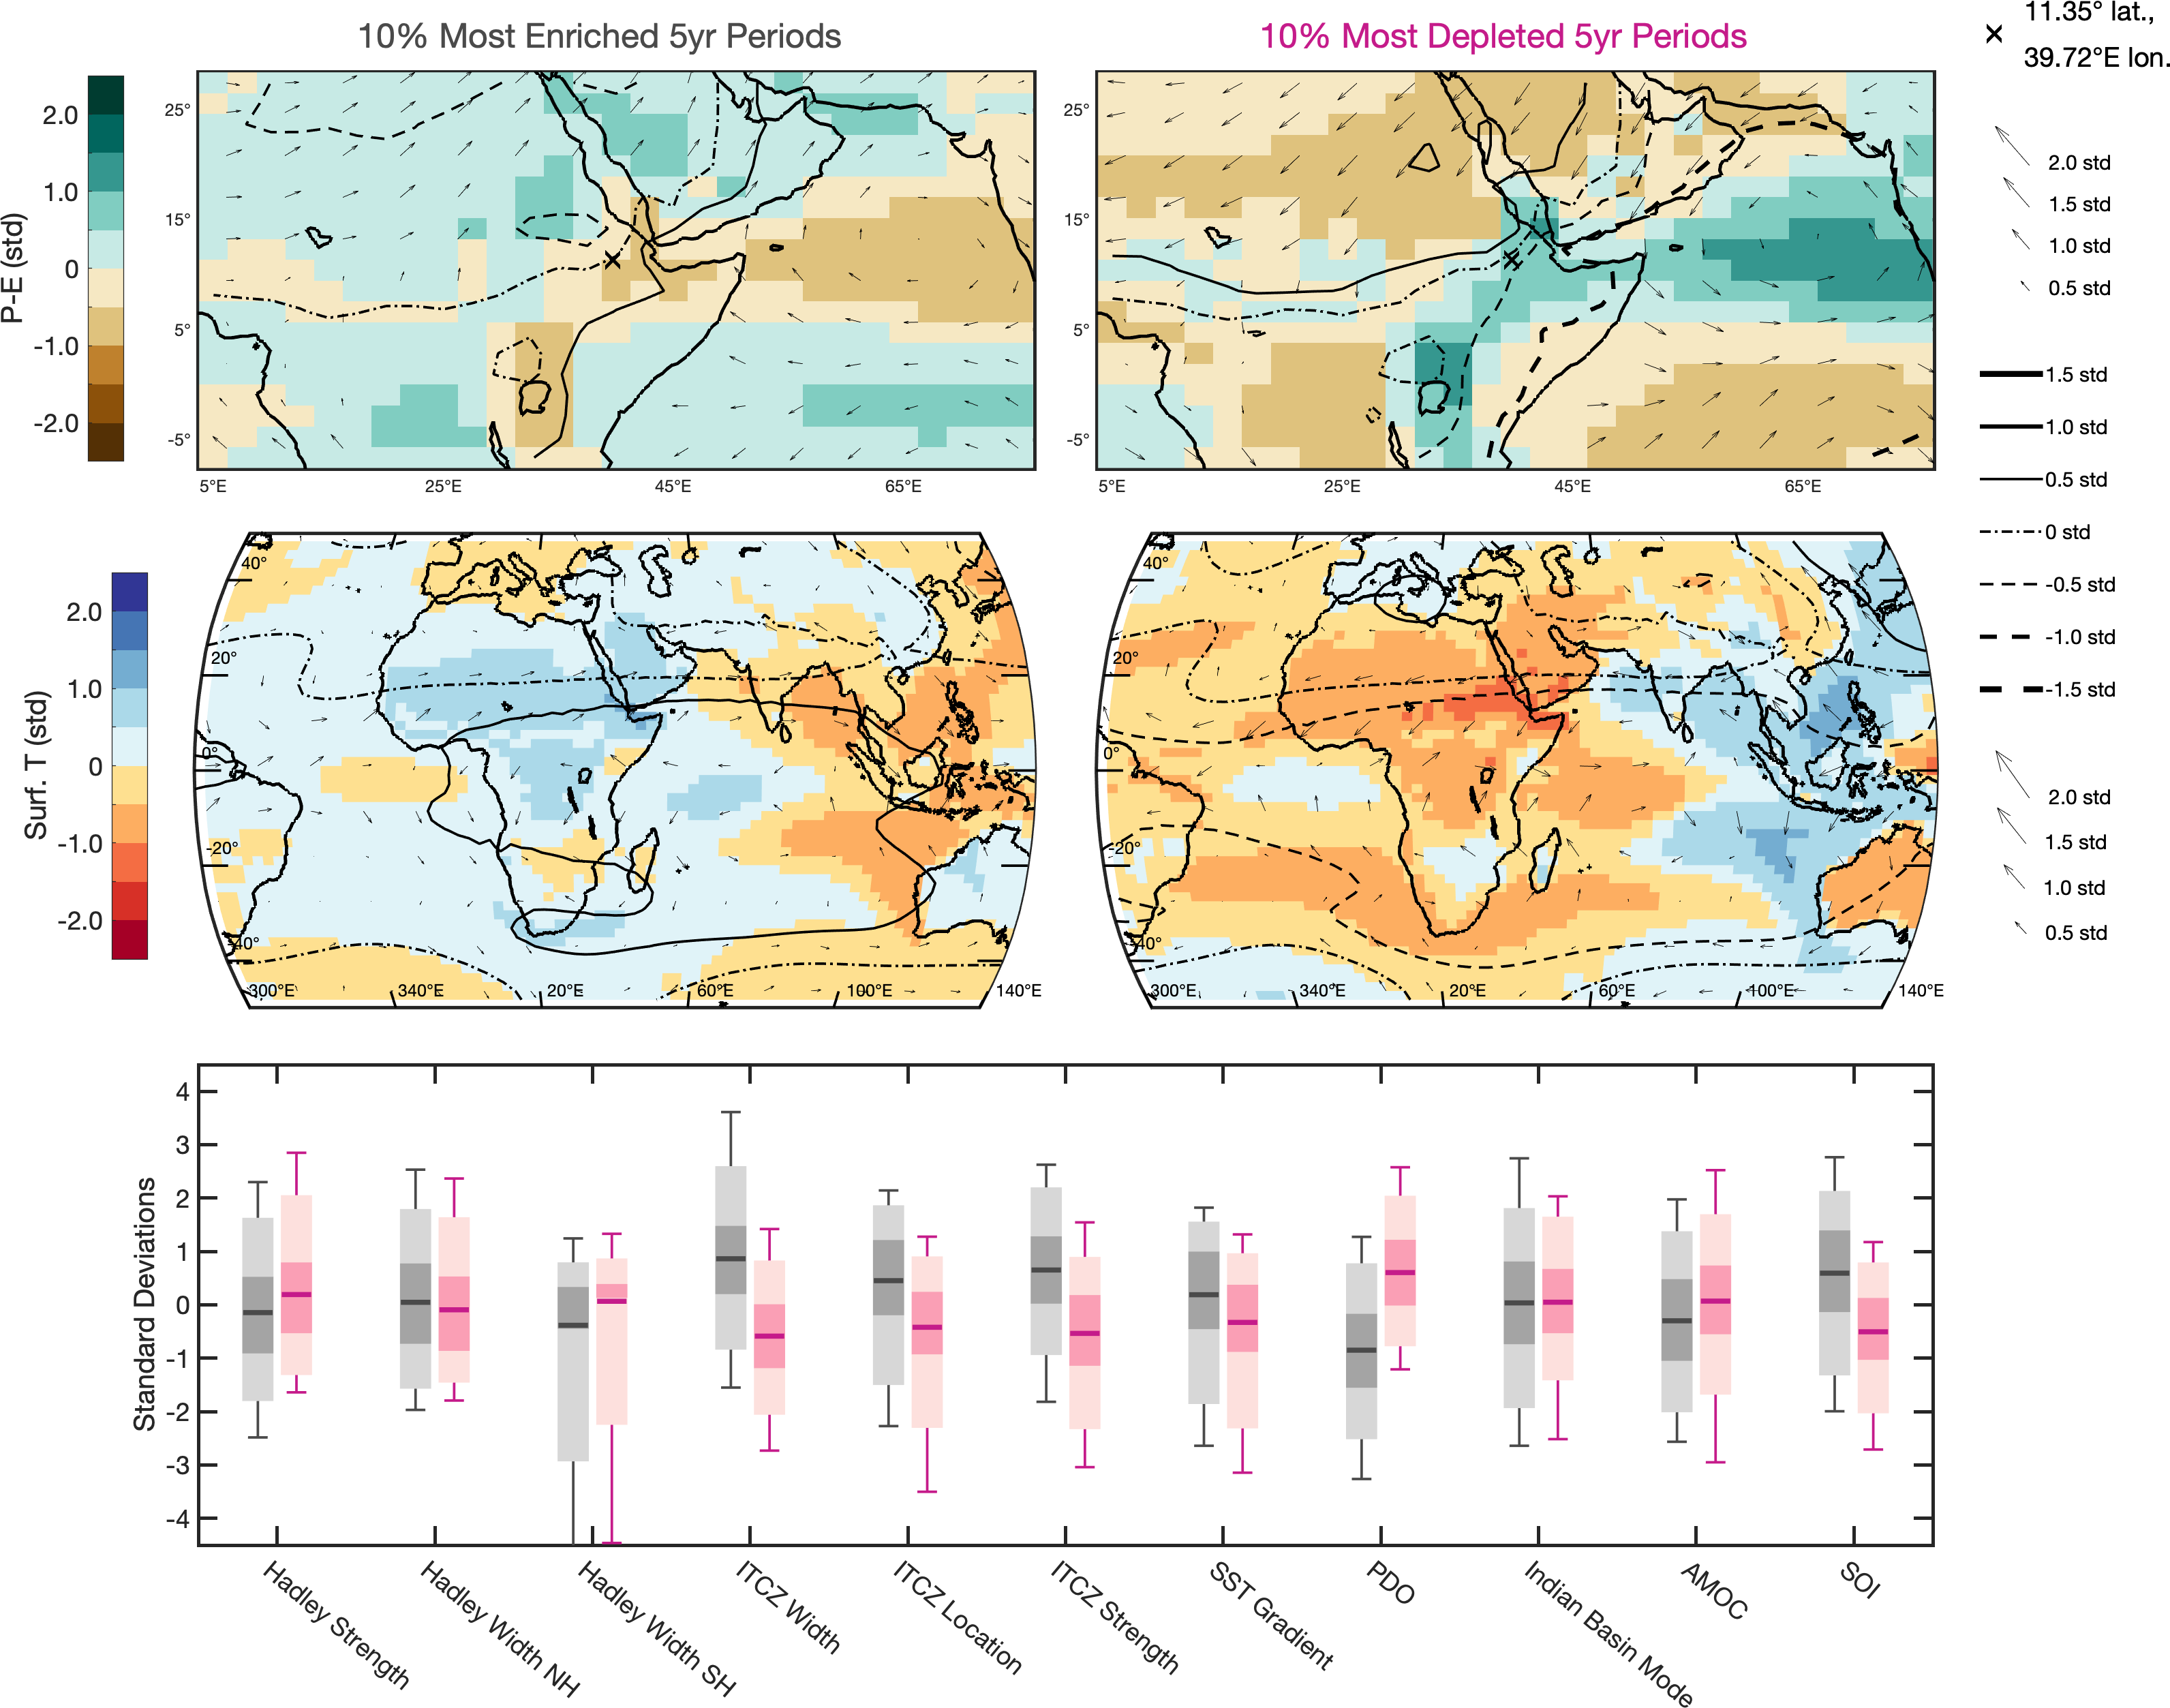 10% Most Enriched 5yr Periods
10% Most Depleted 5yr Periods
11.35° lat.,
39.72°E lon.
P-E (std)
2.0
1.0
0
-1.0
-2.0
25°
15°
5°
-5°
5°E
25°E
45°E
65°E
25°
15°
5°
-5°
5°E
25°E
45°E
65°E
2.0 std
1.5 std
1.0 std
0.5 std
1.5 std
1.0 std
0.5 std
0 std
-0.5 std
-1.0 std
-1.5 std
Surf. T (std)
2.0
1.0
0
-1.0
-2.0
40°
20°
0°
-20°
-40°
300°E
340°E
20°E
60°E
100°E
140°E
40°
20°
0°
-20°
-40°
300°E
340°E
20°E
60°E
100°E
140°E
2.0 std
1.5 std
1.0 std
0.5 std
Standard Deviations
4
3
2
1
0
-1
-2
-3
-4
Hadley Strength
Hadley Width NH
Hadley Width SH
ITCZ Width
ITCZ Location
ITCZ Strength
SST Gradient
PDO
Indian Basin Mode
AMOC
SOI